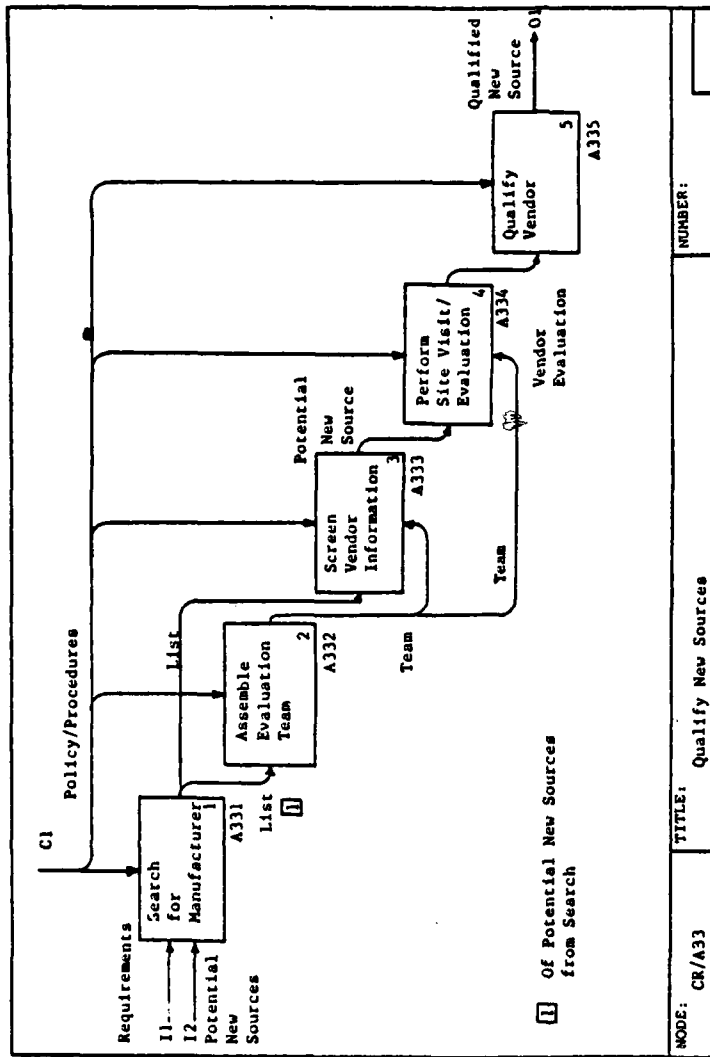 C1
Policy/Procedures
Requirements
I1
I2
Potential
New
Sources
Search
for
Manufacturer
1
A331
List
1
List
Assemble
Evaluation
Team
2
A332
Team
Team
Screen
Vendor
Information
3
A333
Potential
New
Source
Perform
Site Visit/
Evaluation
4
A334
Vendor
Evaluation
Qualify
Vendor
5
A335
Qualified
New
Source
O1
1 Of Potential New Sources
from Search
NODE: CR/A33
TITLE: Qualify New Sources
NUMBER: